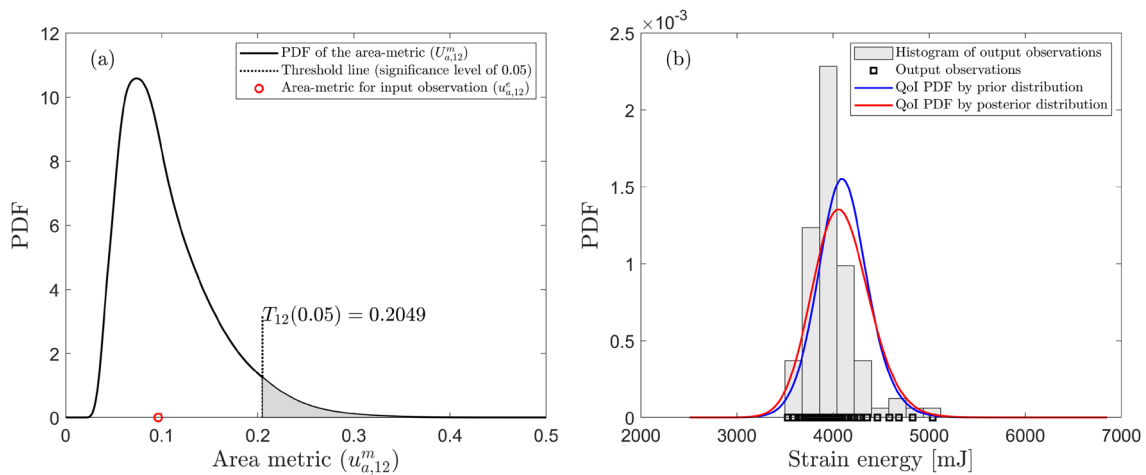 (a)
PDF of the area-metric (U^m_{a,12})
Threshold line (significance level of 0.05)
Area-metric for input observation (u^e_{a,12})
T_{12}(0.05) = 0.2049
PDF
12
10
8
6
4
2
0
0
0.1
0.2
0.3
0.4
0.5
Area metric (u^m_{a,12})
×10^{-3}
(b)
Histogram of output observations
Output observations
QoI PDF by prior distribution
QoI PDF by posterior distribution
PDF
2.5
2
1.5
1
0.5
0
2000
3000
4000
5000
6000
7000
Strain energy [mJ]